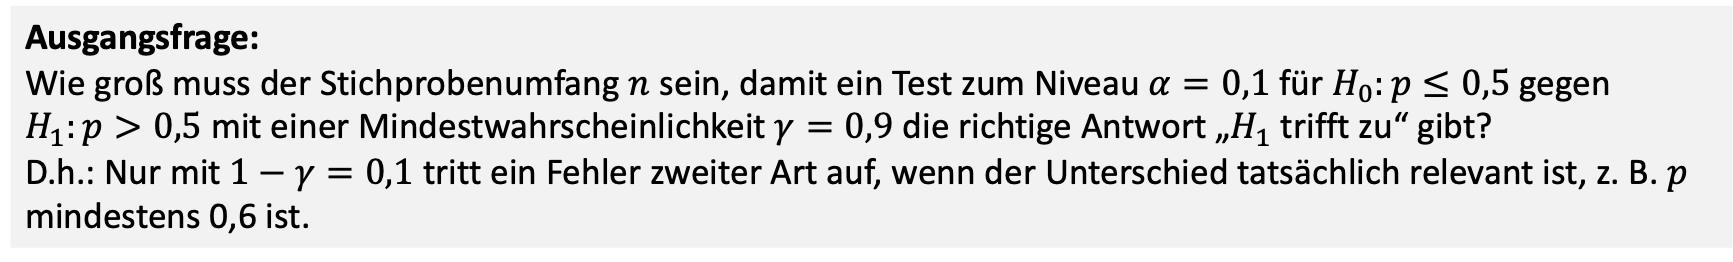 Ausgangsfrage:
Wie groß muss der Stichprobenumfang n sein, damit ein Test zum Niveau α = 0,1 für H₀: p ≤ 0,5 gegen
H₁: p > 0,5 mit einer Mindestwahrscheinlichkeit γ = 0,9 die richtige Antwort „H₁ trifft zu“ gibt?
D.h.: Nur mit 1 − γ = 0,1 tritt ein Fehler zweiter Art auf, wenn der Unterschied tatsächlich relevant ist, z. B. p
mindestens 0,6 ist.